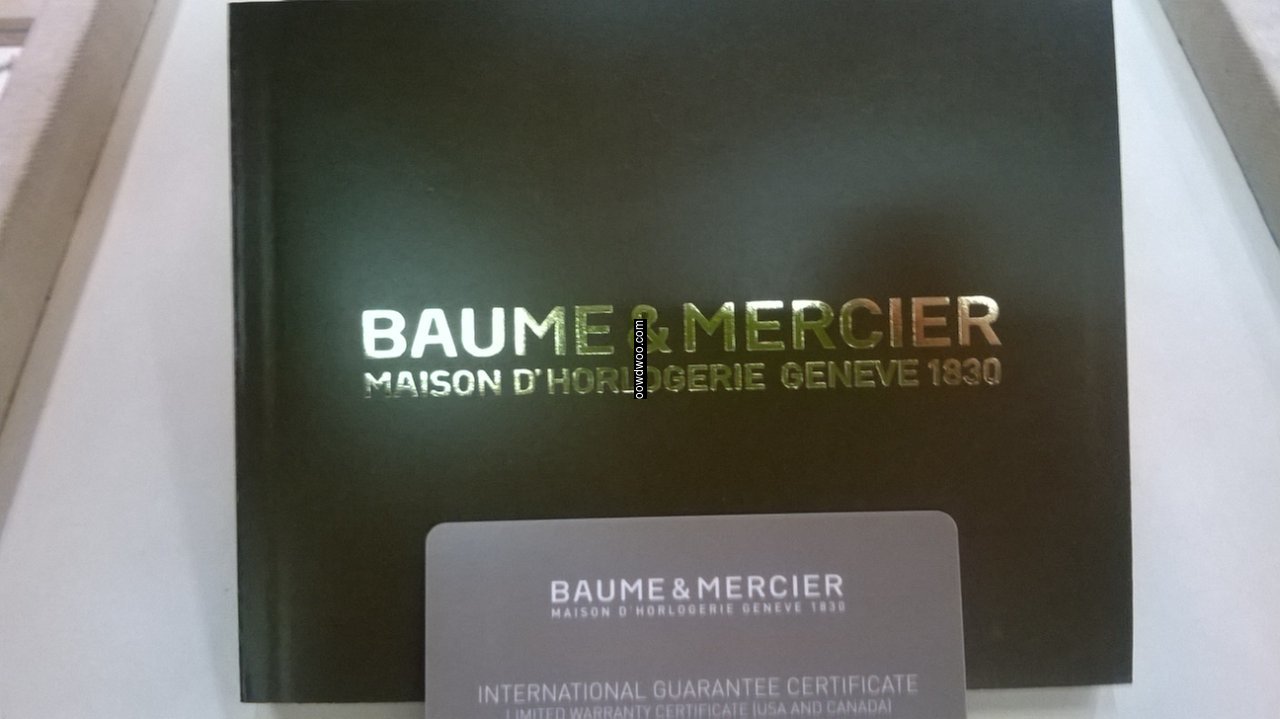 BAUME & MERCIER
MAISON D'HORLOGERIE GENEVE 1830
oowdwoo.com
BAUME & MERCIER
MAISON D'HORLOGERIE GENEVE 1830
INTERNATIONAL GUARANTEE CERTIFICATE
LIMITED WARRANTY CERTIFICATE (USA AND CANADA)